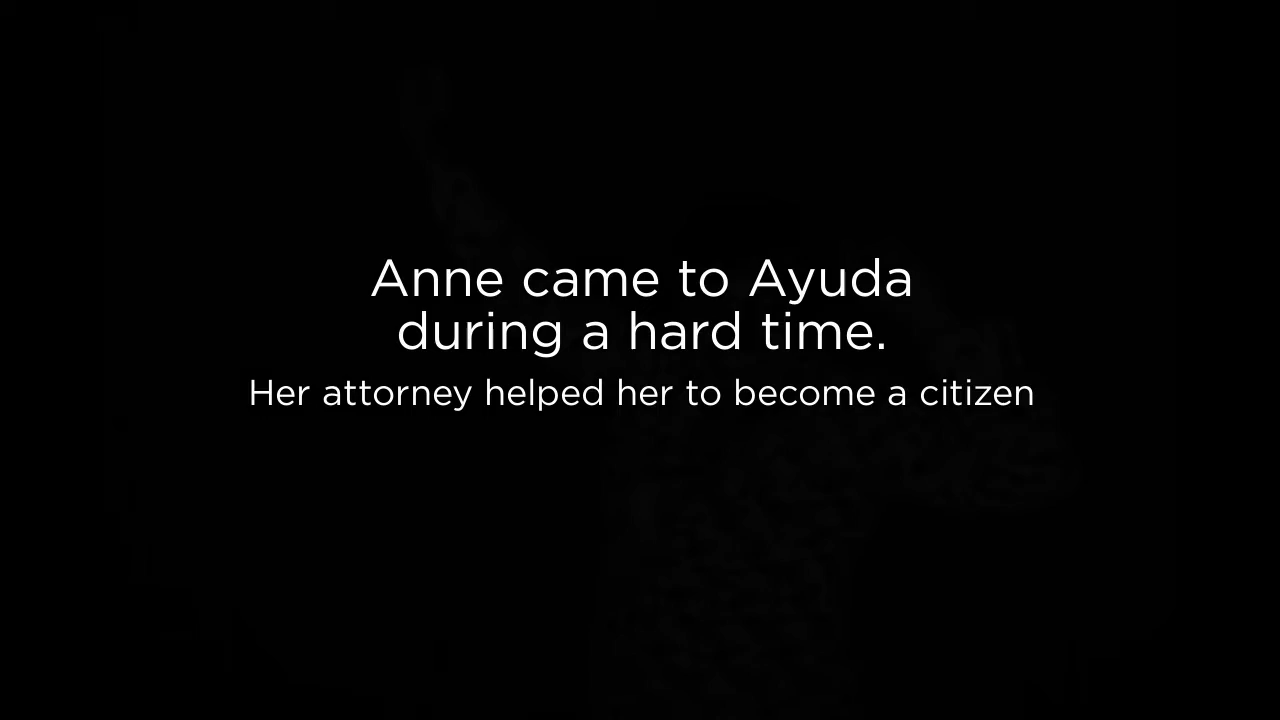 Anne came to Ayuda
during a hard time.
Her attorney helped her to become a citizen